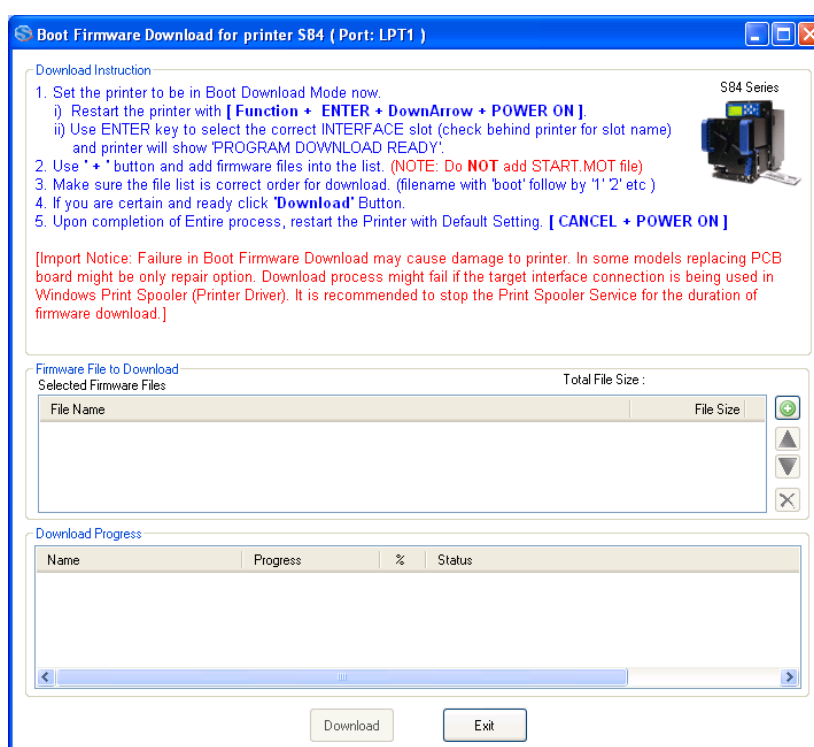 Boot Firmware Download for printer S84 ( Port: LPT1 )
Download Instruction
1. Set the printer to be in Boot Download Mode now.
i) Restart the printer with [ Function + ENTER + DownArrow + POWER ON ].
ii) Use ENTER key to select the correct INTERFACE slot (check behind printer for slot name)
and printer will show 'PROGRAM DOWNLOAD READY'.
2. Use ' + ' button and add firmware files into the list. (NOTE: Do NOT add START.MOT file)
3. Make sure the file list is correct order for download. (filename with 'boot' follow by '1' '2' etc )
4. If you are certain and ready click 'Download' Button.
5. Upon completion of Entire process, restart the Printer with Default Setting. [ CANCEL + POWER ON ]
S84 Series
[Import Notice: Failure in Boot Firmware Download may cause damage to printer. In some models replacing PCB
board might be only repair option. Download process might fail if the target interface connection is being used in
Windows Print Spooler (Printer Driver). It is recommended to stop the Print Spooler Service for the duration of
firmware download.]
Firmware File to Download
Selected Firmware Files
Total File Size :
File Name File Size
Download Progress
Name Progress % Status
Download Exit